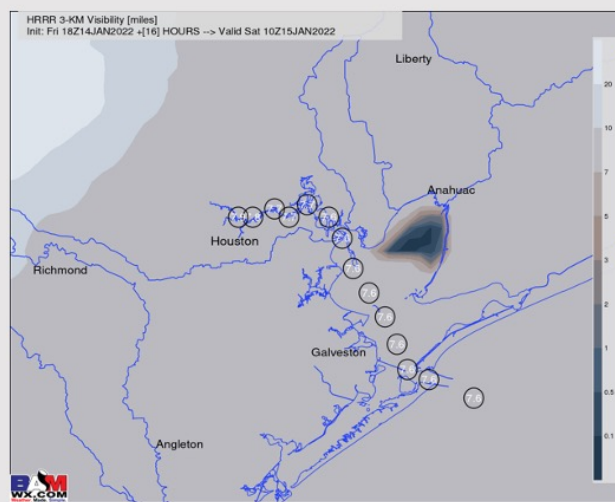 HRRR 3-KM Visibility [miles]
Init: Fri 18Z14JAN2022 +[16] HOURS --> Valid Sat 10Z15JAN2022
Liberty
20
10
Anahuac
7
5
Houston
Richmond
3
7.6
2
7.6
7.6
1
Galveston
7.6
7.6
0.5
Angleton
0.1
BAM
WX.COM